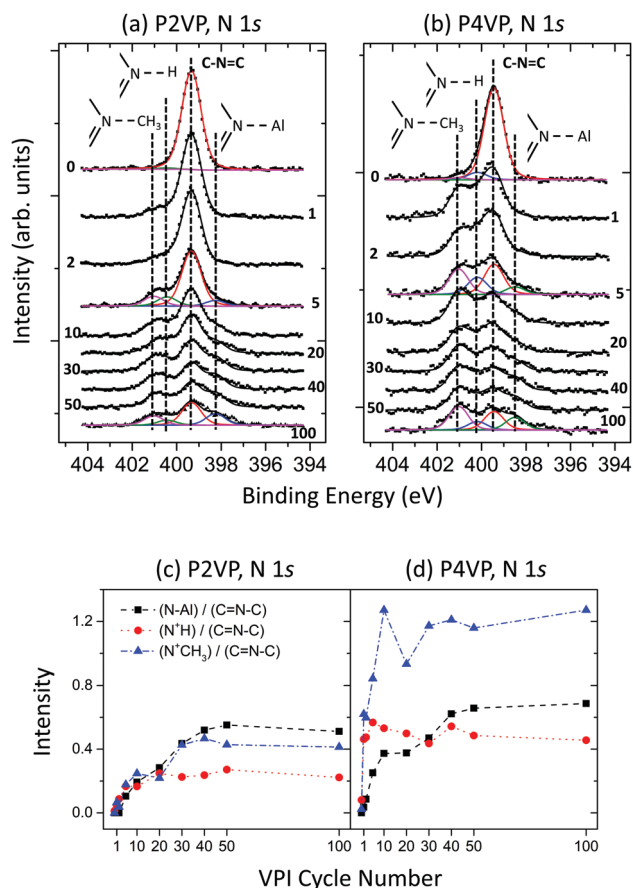 (a) P2VP, N 1s
(b) P4VP, N 1s
C-N=C
N H
N CH3
N Al
0
1
2
5
10
20
30
40
50
100
404 402 400 398 396 394
C-N=C
N H
N CH3
N Al
0
1
2
5
10
20
30
40
50
100
404 402 400 398 396 394
Intensity (arb. units)
Binding Energy (eV)
(c) P2VP, N 1s
(d) P4VP, N 1s
(N-Al) / (C=N-C)
(N+H) / (C=N-C)
(N+CH3) / (C=N-C)
1.2
0.8
0.4
0.0
Intensity
1 10 20 30 40 50 100
1 10 20 30 40 50 100
VPI Cycle Number